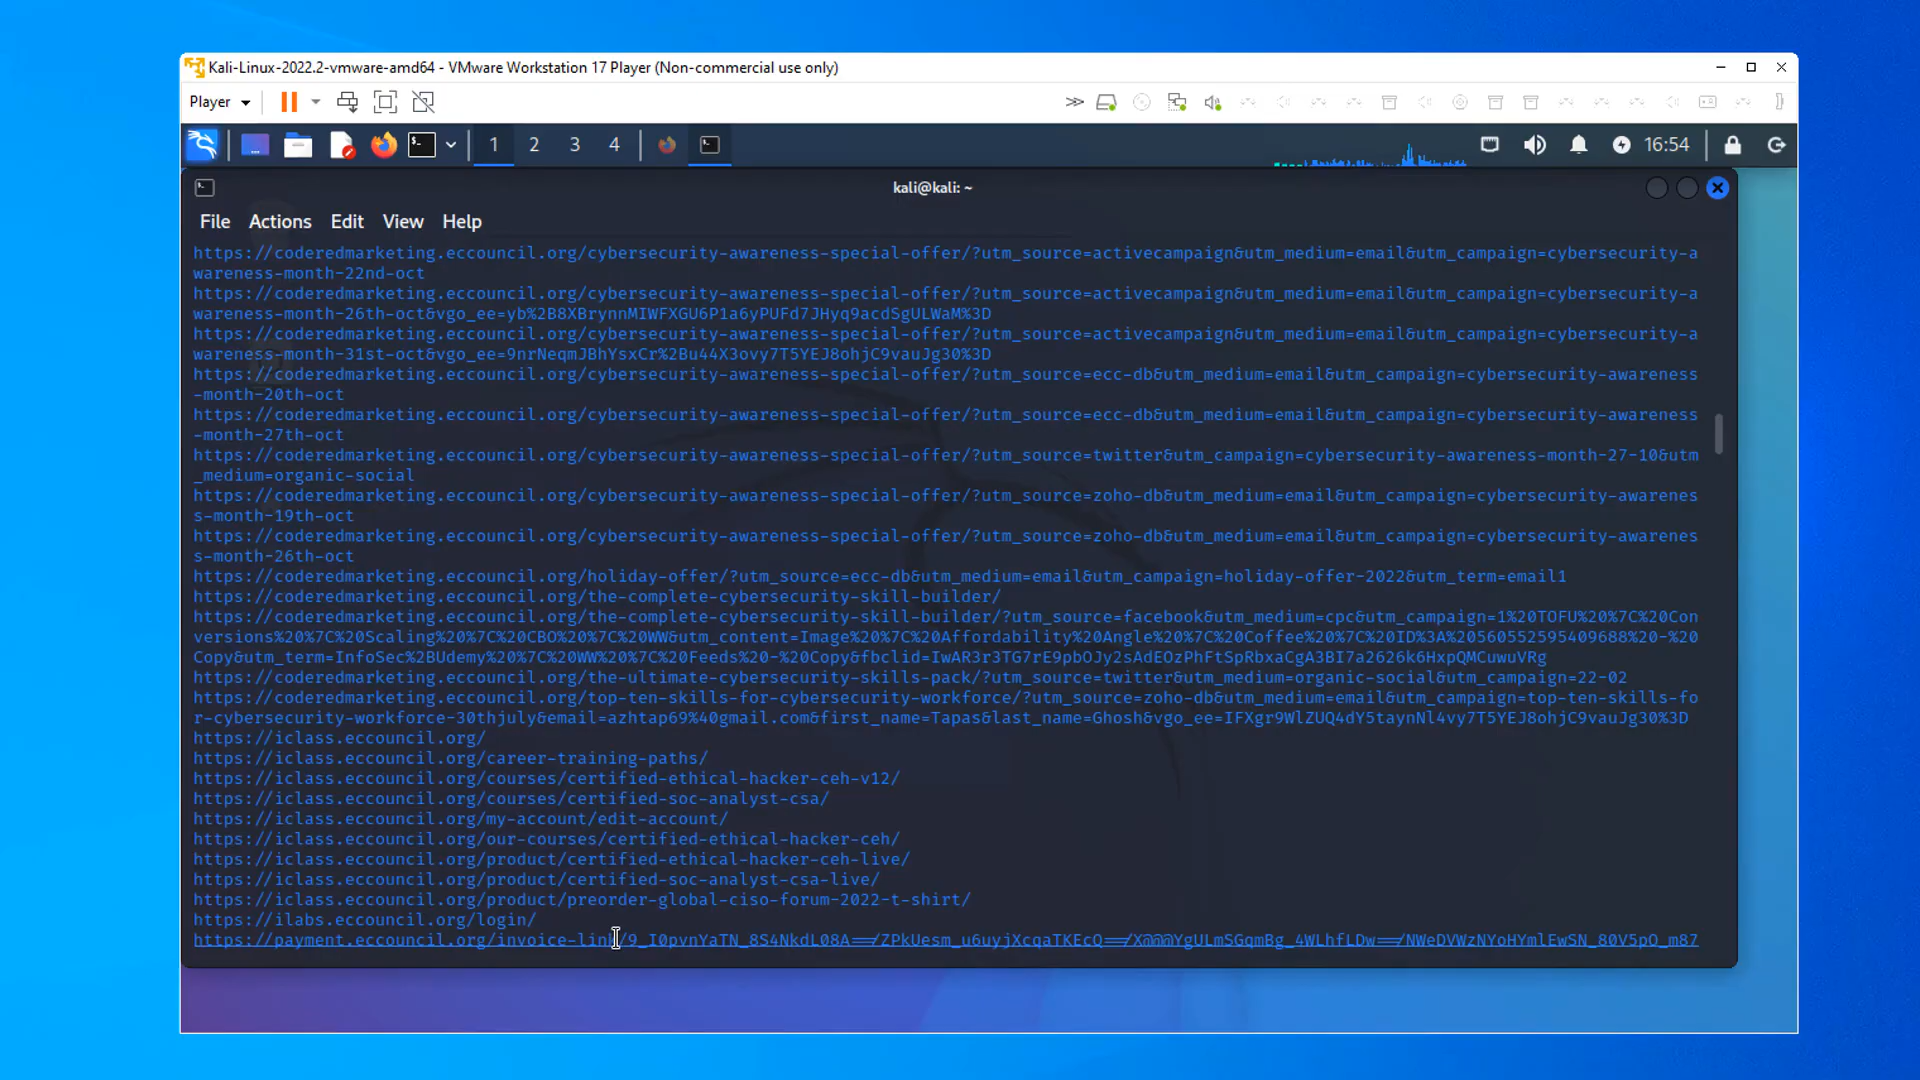 Kali-Linux-2022.2-vmware-amd64 - VMware Workstation 17 Player (Non-commercial use only)
Player
1 2 3 4 16:54
kali@kali: ~
File Actions Edit View Help
https://coderedmarketing.eccouncil.org/cybersecurity-awareness-special-offer/?utm_source=activecampaign&utm_medium=email&utm_campaign=cybersecurity-a
wareness-month-22nd-oct
https://coderedmarketing.eccouncil.org/cybersecurity-awareness-special-offer/?utm_source=activecampaign&utm_medium=email&utm_campaign=cybersecurity-a
wareness-month-26th-oct&vgo_ee=yb%2B8XBrynnMIWFXGU6P1a6yPUFd7JHyq9acdSgULWaM%3D
https://coderedmarketing.eccouncil.org/cybersecurity-awareness-special-offer/?utm_source=activecampaign&utm_medium=email&utm_campaign=cybersecurity-a
wareness-month-31st-oct&vgo_ee=9nrNeqmJBhYsxCr%2Bu44X3ovy7T5YEJ8ohjC9vauJg30%3D
https://coderedmarketing.eccouncil.org/cybersecurity-awareness-special-offer/?utm_source=ecc-db&utm_medium=email&utm_campaign=cybersecurity-awareness
-month-20th-oct
https://coderedmarketing.eccouncil.org/cybersecurity-awareness-special-offer/?utm_source=ecc-db&utm_medium=email&utm_campaign=cybersecurity-awareness
-month-27th-oct
https://coderedmarketing.eccouncil.org/cybersecurity-awareness-special-offer/?utm_source=twitter&utm_campaign=cybersecurity-awareness-month-27-10&utm
_medium=organic-social
https://coderedmarketing.eccouncil.org/cybersecurity-awareness-special-offer/?utm_source=zoho-db&utm_medium=email&utm_campaign=cybersecurity-awarenes
s-month-19th-oct
https://coderedmarketing.eccouncil.org/cybersecurity-awareness-special-offer/?utm_source=zoho-db&utm_medium=email&utm_campaign=cybersecurity-awarenes
s-month-26th-oct
https://coderedmarketing.eccouncil.org/holiday-offer/?utm_source=ecc-db&utm_medium=email&utm_campaign=holiday-offer-2022&utm_term=email1
https://coderedmarketing.eccouncil.org/the-complete-cybersecurity-skill-builder/
https://coderedmarketing.eccouncil.org/the-complete-cybersecurity-skill-builder/?utm_source=facebook&utm_medium=cpc&utm_campaign=1%20TOFU%20%7C%20Con
versions%20%7C%20Scaling%20%7C%20CBO%20%7C%20WW&utm_content=Image%20%7C%20Affordability%20Angle%20%7C%20Coffee%20%7C%20ID%3A%20560552595409688%20-%20
Copy&utm_term=InfoSec%2BUdemy%20%7C%20WW%20%7C%20Feeds%20-%20Copy&fbclid=IwAR3r3TG7rE9pbOJy2sAdEOzPhFtSpRbxaCgA3BI7a2626k6HxpQMCuwuVRg
https://coderedmarketing.eccouncil.org/the-ultimate-cybersecurity-skills-pack/?utm_source=twitter&utm_medium=organic-social&utm_campaign=22-02
https://coderedmarketing.eccouncil.org/top-ten-skills-for-cybersecurity-workforce/?utm_source=zoho-db&utm_medium=email&utm_campaign=top-ten-skills-fo
r-cybersecurity-workforce-30thjuly&email=azhtap69%40gmail.com&first_name=Tapas&last_name=Ghosh&vgo_ee=IFXgr9WlZUQ4dY5taynNl4vy7T5YEJ8ohjC9vauJg30%3D
https://iclass.eccouncil.org/
https://iclass.eccouncil.org/career-training-paths/
https://iclass.eccouncil.org/courses/certified-ethical-hacker-ceh-v12/
https://iclass.eccouncil.org/courses/certified-soc-analyst-csa/
https://iclass.eccouncil.org/my-account/edit-account/
https://iclass.eccouncil.org/our-courses/certified-ethical-hacker-ceh/
https://iclass.eccouncil.org/product/certified-ethical-hacker-ceh-live/
https://iclass.eccouncil.org/product/certified-soc-analyst-csa-live/
https://iclass.eccouncil.org/product/preorder-global-ciso-forum-2022-t-shirt/
https://ilabs.eccouncil.org/login/
https://payment.eccouncil.org/invoice-link/9_I0pvnYaTN_8S4NkdL08A==/ZPkUesm_u6uyjXcqaTKEcQ==/X@@@YgULmSGqmBg_4WLhfLDw==/NWeDVWzNYoHYmlEwSN_80V5pO_m87